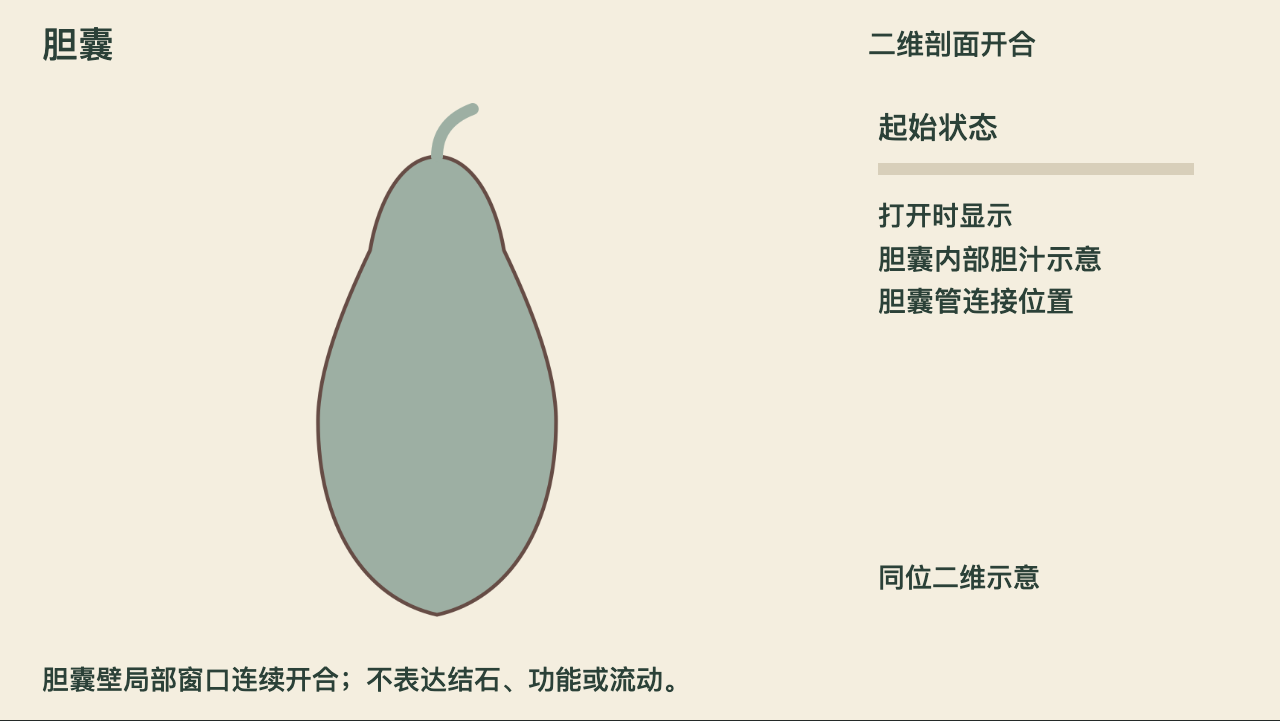 胆囊
二维剖面开合
起始状态
打开时显示
胆囊内部胆汁示意
胆囊管连接位置
同位二维示意
胆囊壁局部窗口连续开合；不表达结石、功能或流动。